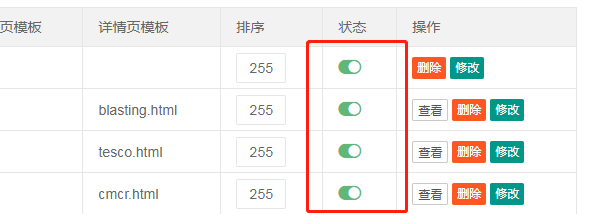 页模板 详情页模板 排序 状态 操作
255 删除 修改
blasting.html 255 查看 删除 修改
tesco.html 255 查看 删除 修改
cmcr.html 255 查看 删除 修改